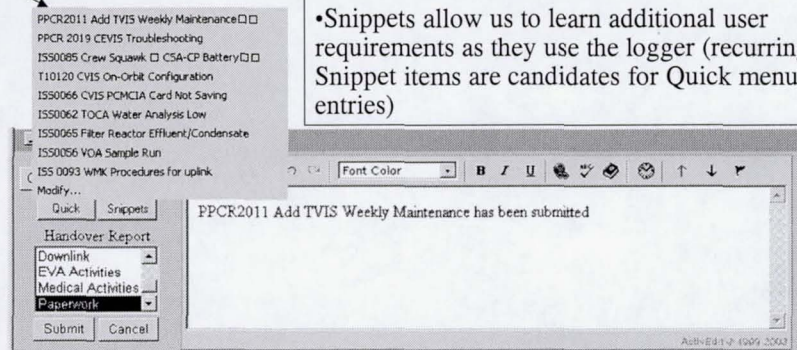 PPCR2011 Add TVIS Weekly Maintenance□□
PPCR 2019 CEVIS Troubleshooting
ISS0085 Crew Squawk □ CSA-CP Battery□□
T10120 CVIS On-Orbit Configuration
ISS0066 CVIS PCMCIA Card Not Saving
ISS0062 TOCA Water Analysis Low
ISS0065 Filter Reactor Effluent/Condensate
ISS0056 VOA Sample Run
ISS 0093 WMK Procedures for uplink
Modify...
•Snippets allow us to learn additional user
requirements as they use the logger (recurrin
Snippet items are candidates for Quick menu
entries)
Font Color B I U
Quick Snippets
PPCR2011 Add TVIS Weekly Maintenance has been submitted
Handover Report
Downlink
EVA Activities
Medical Activities
Paperwork
Submit Cancel
ActivEdit 1999-2003